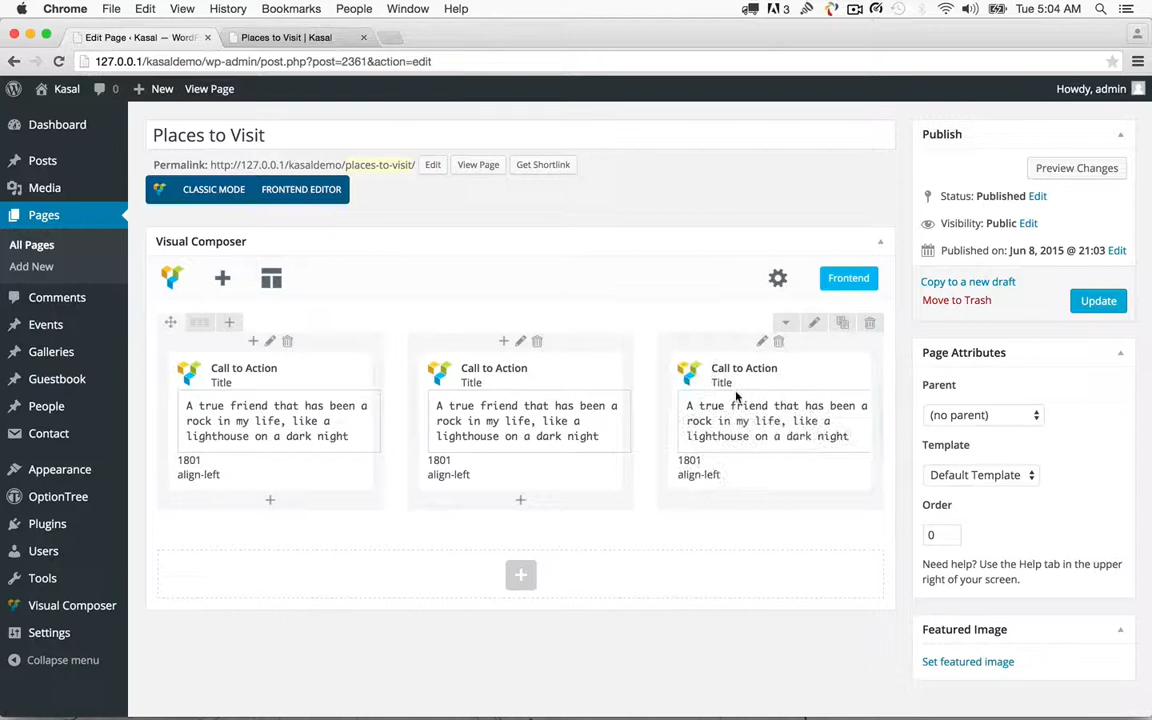 Chrome File Edit View History Bookmarks People Window Help 3 Tue 5:04 AM
Edit Page ‹ Kasal — WordP × Places to Visit | Kasal ×
127.0.0.1/kasaldemo/wp-admin/post.php?post=2361&action=edit
Kasal 0 New View Page Howdy, admin
Dashboard
Posts
Media
Pages
All Pages
Add New
Comments
Events
Galleries
Guestbook
People
Contact
Appearance
OptionTree
Plugins
Users
Tools
Visual Composer
Settings
Collapse menu
Places to Visit
Permalink: http://127.0.0.1/kasaldemo/places-to-visit/ Edit View Page Get Shortlink
CLASSIC MODE FRONTEND EDITOR
Visual Composer
Frontend
Call to Action
Title
A true friend that has been a
rock in my life, like a
lighthouse on a dark night
1801
align-left
Call to Action
Title
A true friend that has been a
rock in my life, like a
lighthouse on a dark night
1801
align-left
Call to Action
Title
A true friend that has been a
rock in my life, like a
lighthouse on a dark night
1801
align-left
Publish
Preview Changes
Status: Published Edit
Visibility: Public Edit
Published on: Jun 8, 2015 @ 21:03 Edit
Copy to a new draft
Move to Trash
Update
Page Attributes
Parent
(no parent)
Template
Default Template
Order
0
Need help? Use the Help tab in the upper
right of your screen.
Featured Image
Set featured image